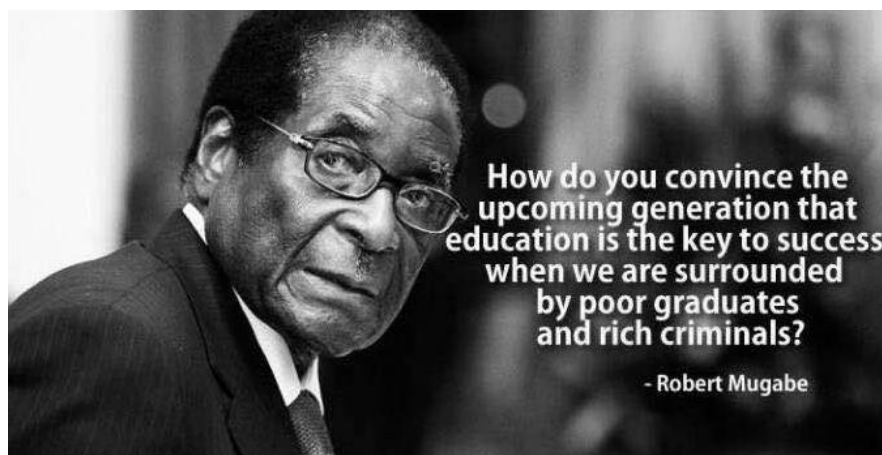 How do you convince the
upcoming generation that
education is the key to success
when we are surrounded
by poor graduates
and rich criminals?
- Robert Mugabe